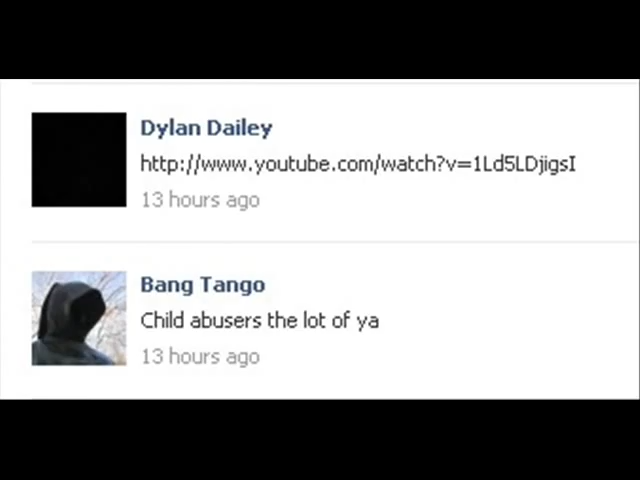 Dylan Dailey
http://www.youtube.com/watch?v=1Ld5LDjigsI
13 hours ago
Bang Tango
Child abusers the lot of ya
13 hours ago